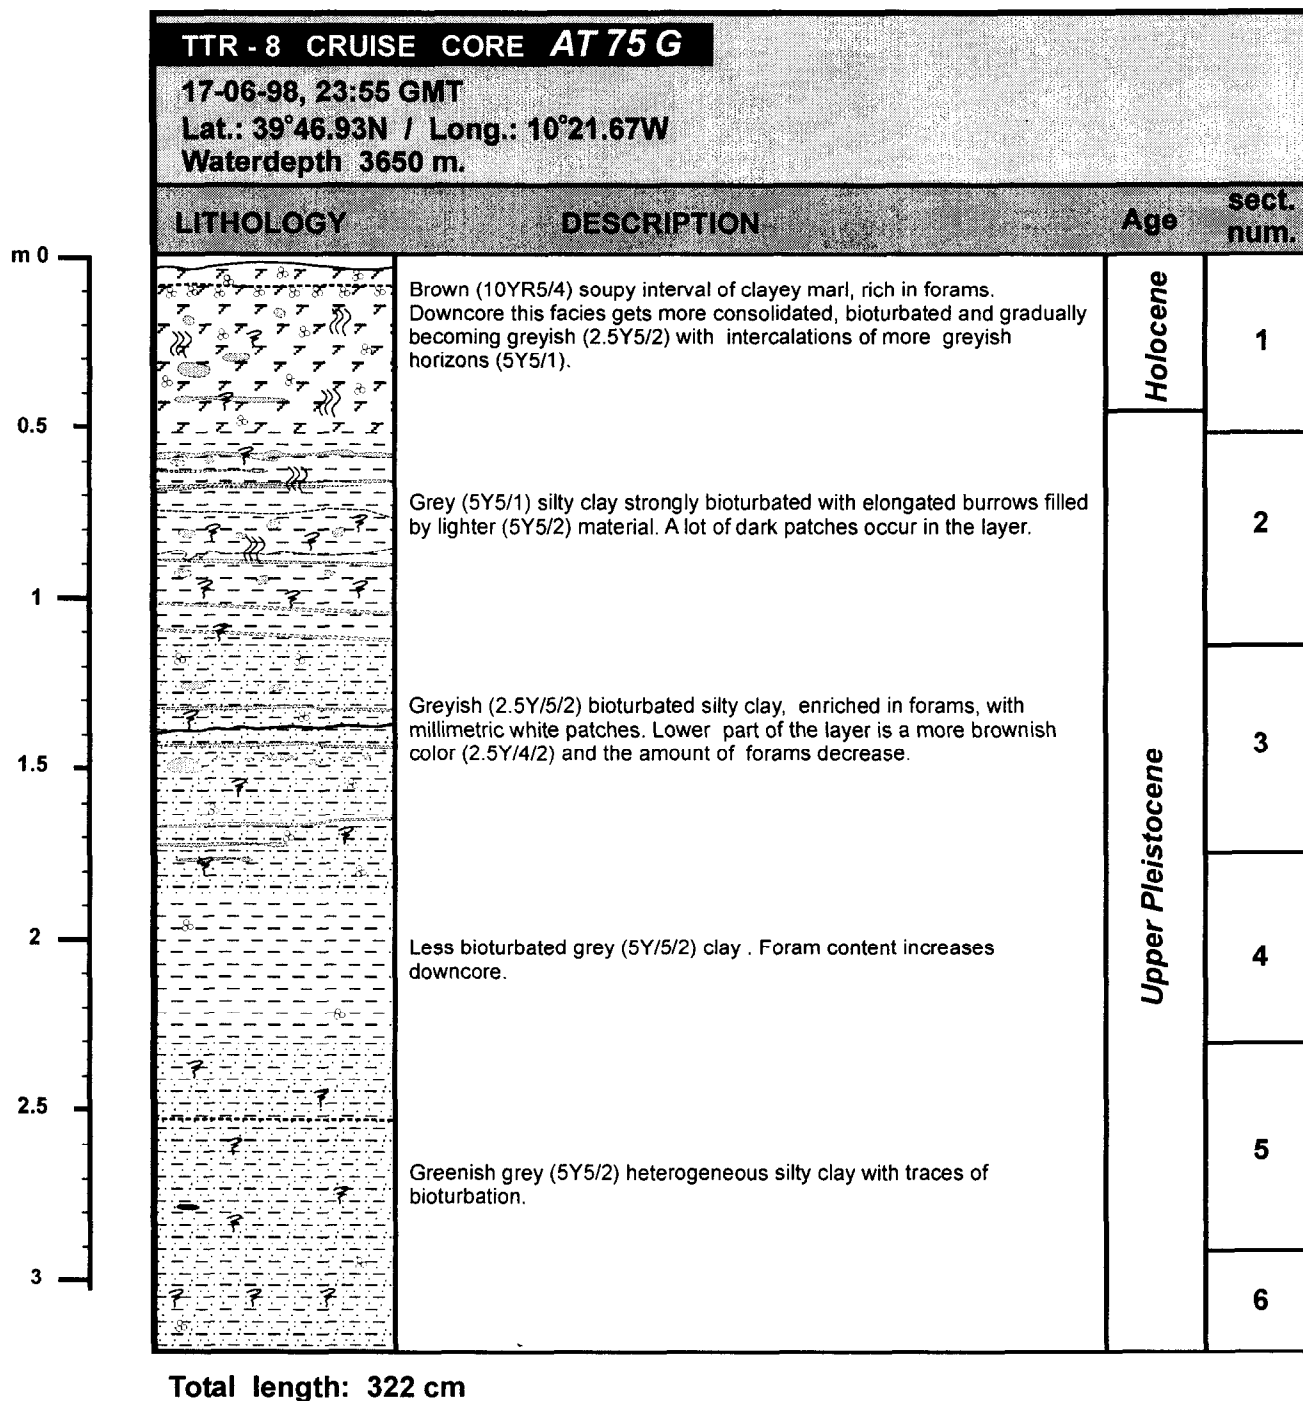 TTR - 8 CRUISE CORE AT 75 G
17-06-98, 23:55 GMT
Lat.: 39°46.93N / Long.: 10°21.67W
Waterdepth 3650 m.
LITHOLOGY DESCRIPTION Age sect. num.
m 0
Brown (10YR5/4) soupy interval of clayey marl, rich in forams.
Downcore this facies gets more consolidated, bioturbated and gradually
becoming greyish (2.5Y5/2) with intercalations of more greyish
horizons (5Y5/1).
Holocene
1
0.5
Grey (5Y5/1) silty clay strongly bioturbated with elongated burrows filled
by lighter (5Y5/2) material. A lot of dark patches occur in the layer.
2
1
Greyish (2.5Y/5/2) bioturbated silty clay, enriched in forams, with
millimetric white patches. Lower part of the layer is a more brownish
color (2.5Y/4/2) and the amount of forams decrease.
3
1.5
Upper Pleistocene
2
Less bioturbated grey (5Y/5/2) clay . Foram content increases
downcore.
4
2.5
Greenish grey (5Y5/2) heterogeneous silty clay with traces of
bioturbation.
5
3
6
Total length: 322 cm